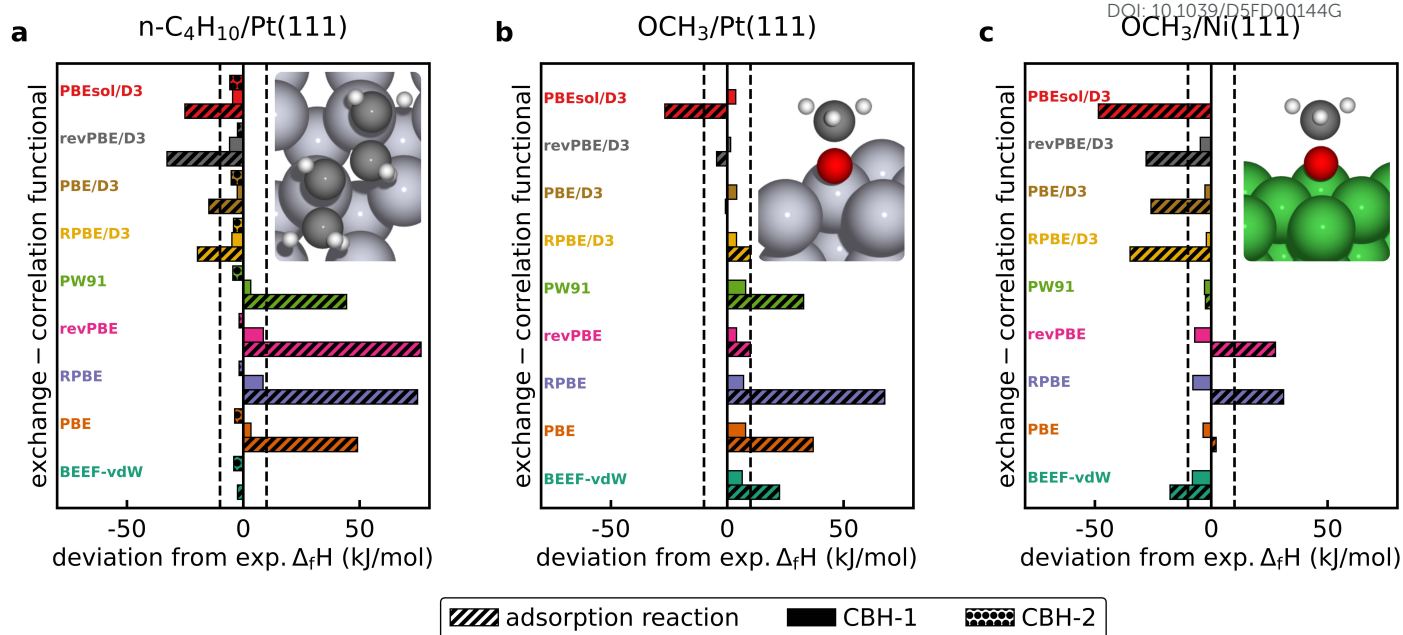 DOI: 10.1039/D5FD00144G
a
n-C₄H₁₀/Pt(111)
exchange − correlation functional
PBEsol/D3
revPBE/D3
PBE/D3
RPBE/D3
PW91
revPBE
RPBE
PBE
BEEF-vdW
-50 0 50
deviation from exp. ΔfH (kJ/mol)
b
OCH₃/Pt(111)
exchange − correlation functional
PBEsol/D3
revPBE/D3
PBE/D3
RPBE/D3
PW91
revPBE
RPBE
PBE
BEEF-vdW
-50 0 50
deviation from exp. ΔfH (kJ/mol)
c
OCH₃/Ni(111)
exchange − correlation functional
PBEsol/D3
revPBE/D3
PBE/D3
RPBE/D3
PW91
revPBE
RPBE
PBE
BEEF-vdW
-50 0 50
deviation from exp. ΔfH (kJ/mol)
adsorption reaction CBH-1 CBH-2